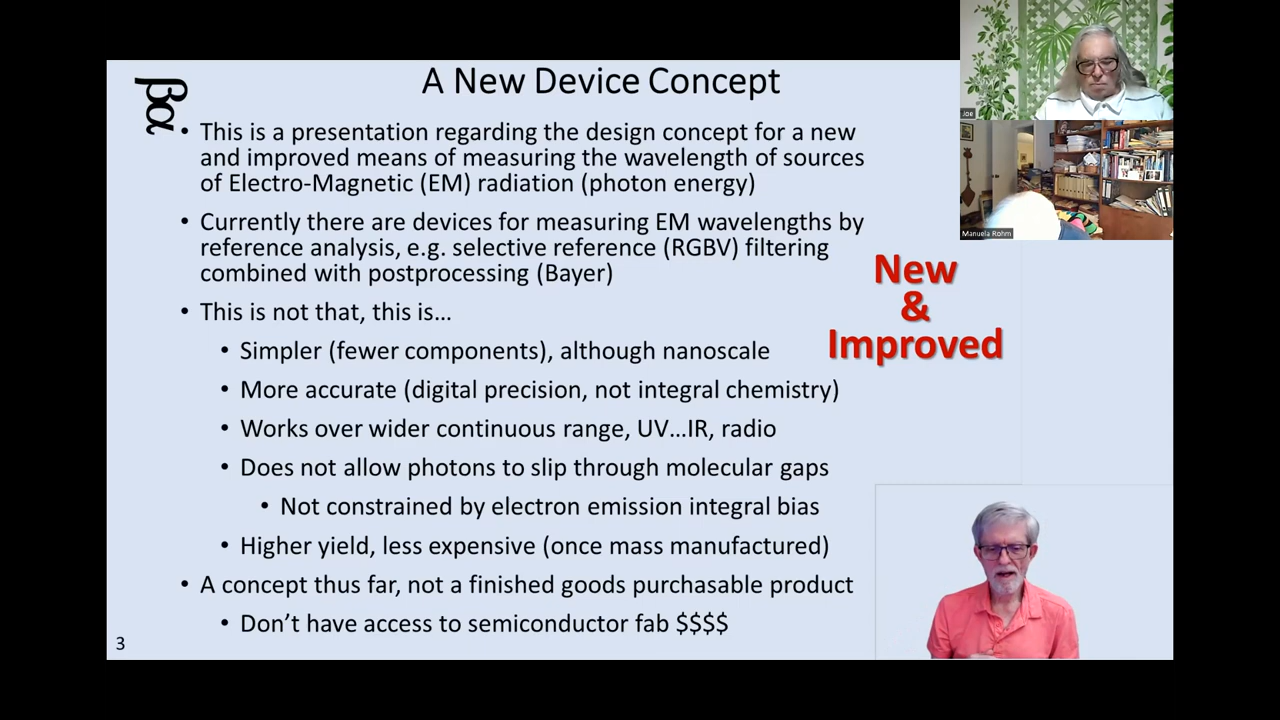 A New Device Concept
• This is a presentation regarding the design concept for a new
and improved means of measuring the wavelength of sources
of Electro-Magnetic (EM) radiation (photon energy)
• Currently there are devices for measuring EM wavelengths by
reference analysis, e.g. selective reference (RGBV) filtering
combined with postprocessing (Bayer)
• This is not that, this is…
• Simpler (fewer components), although nanoscale
• More accurate (digital precision, not integral chemistry)
• Works over wider continuous range, UV…IR, radio
• Does not allow photons to slip through molecular gaps
• Not constrained by electron emission integral bias
• Higher yield, less expensive (once mass manufactured)
• A concept thus far, not a finished goods purchasable product
• Don’t have access to semiconductor fab $$$$
3
New
&
Improved
Joe
Manuela Rohm